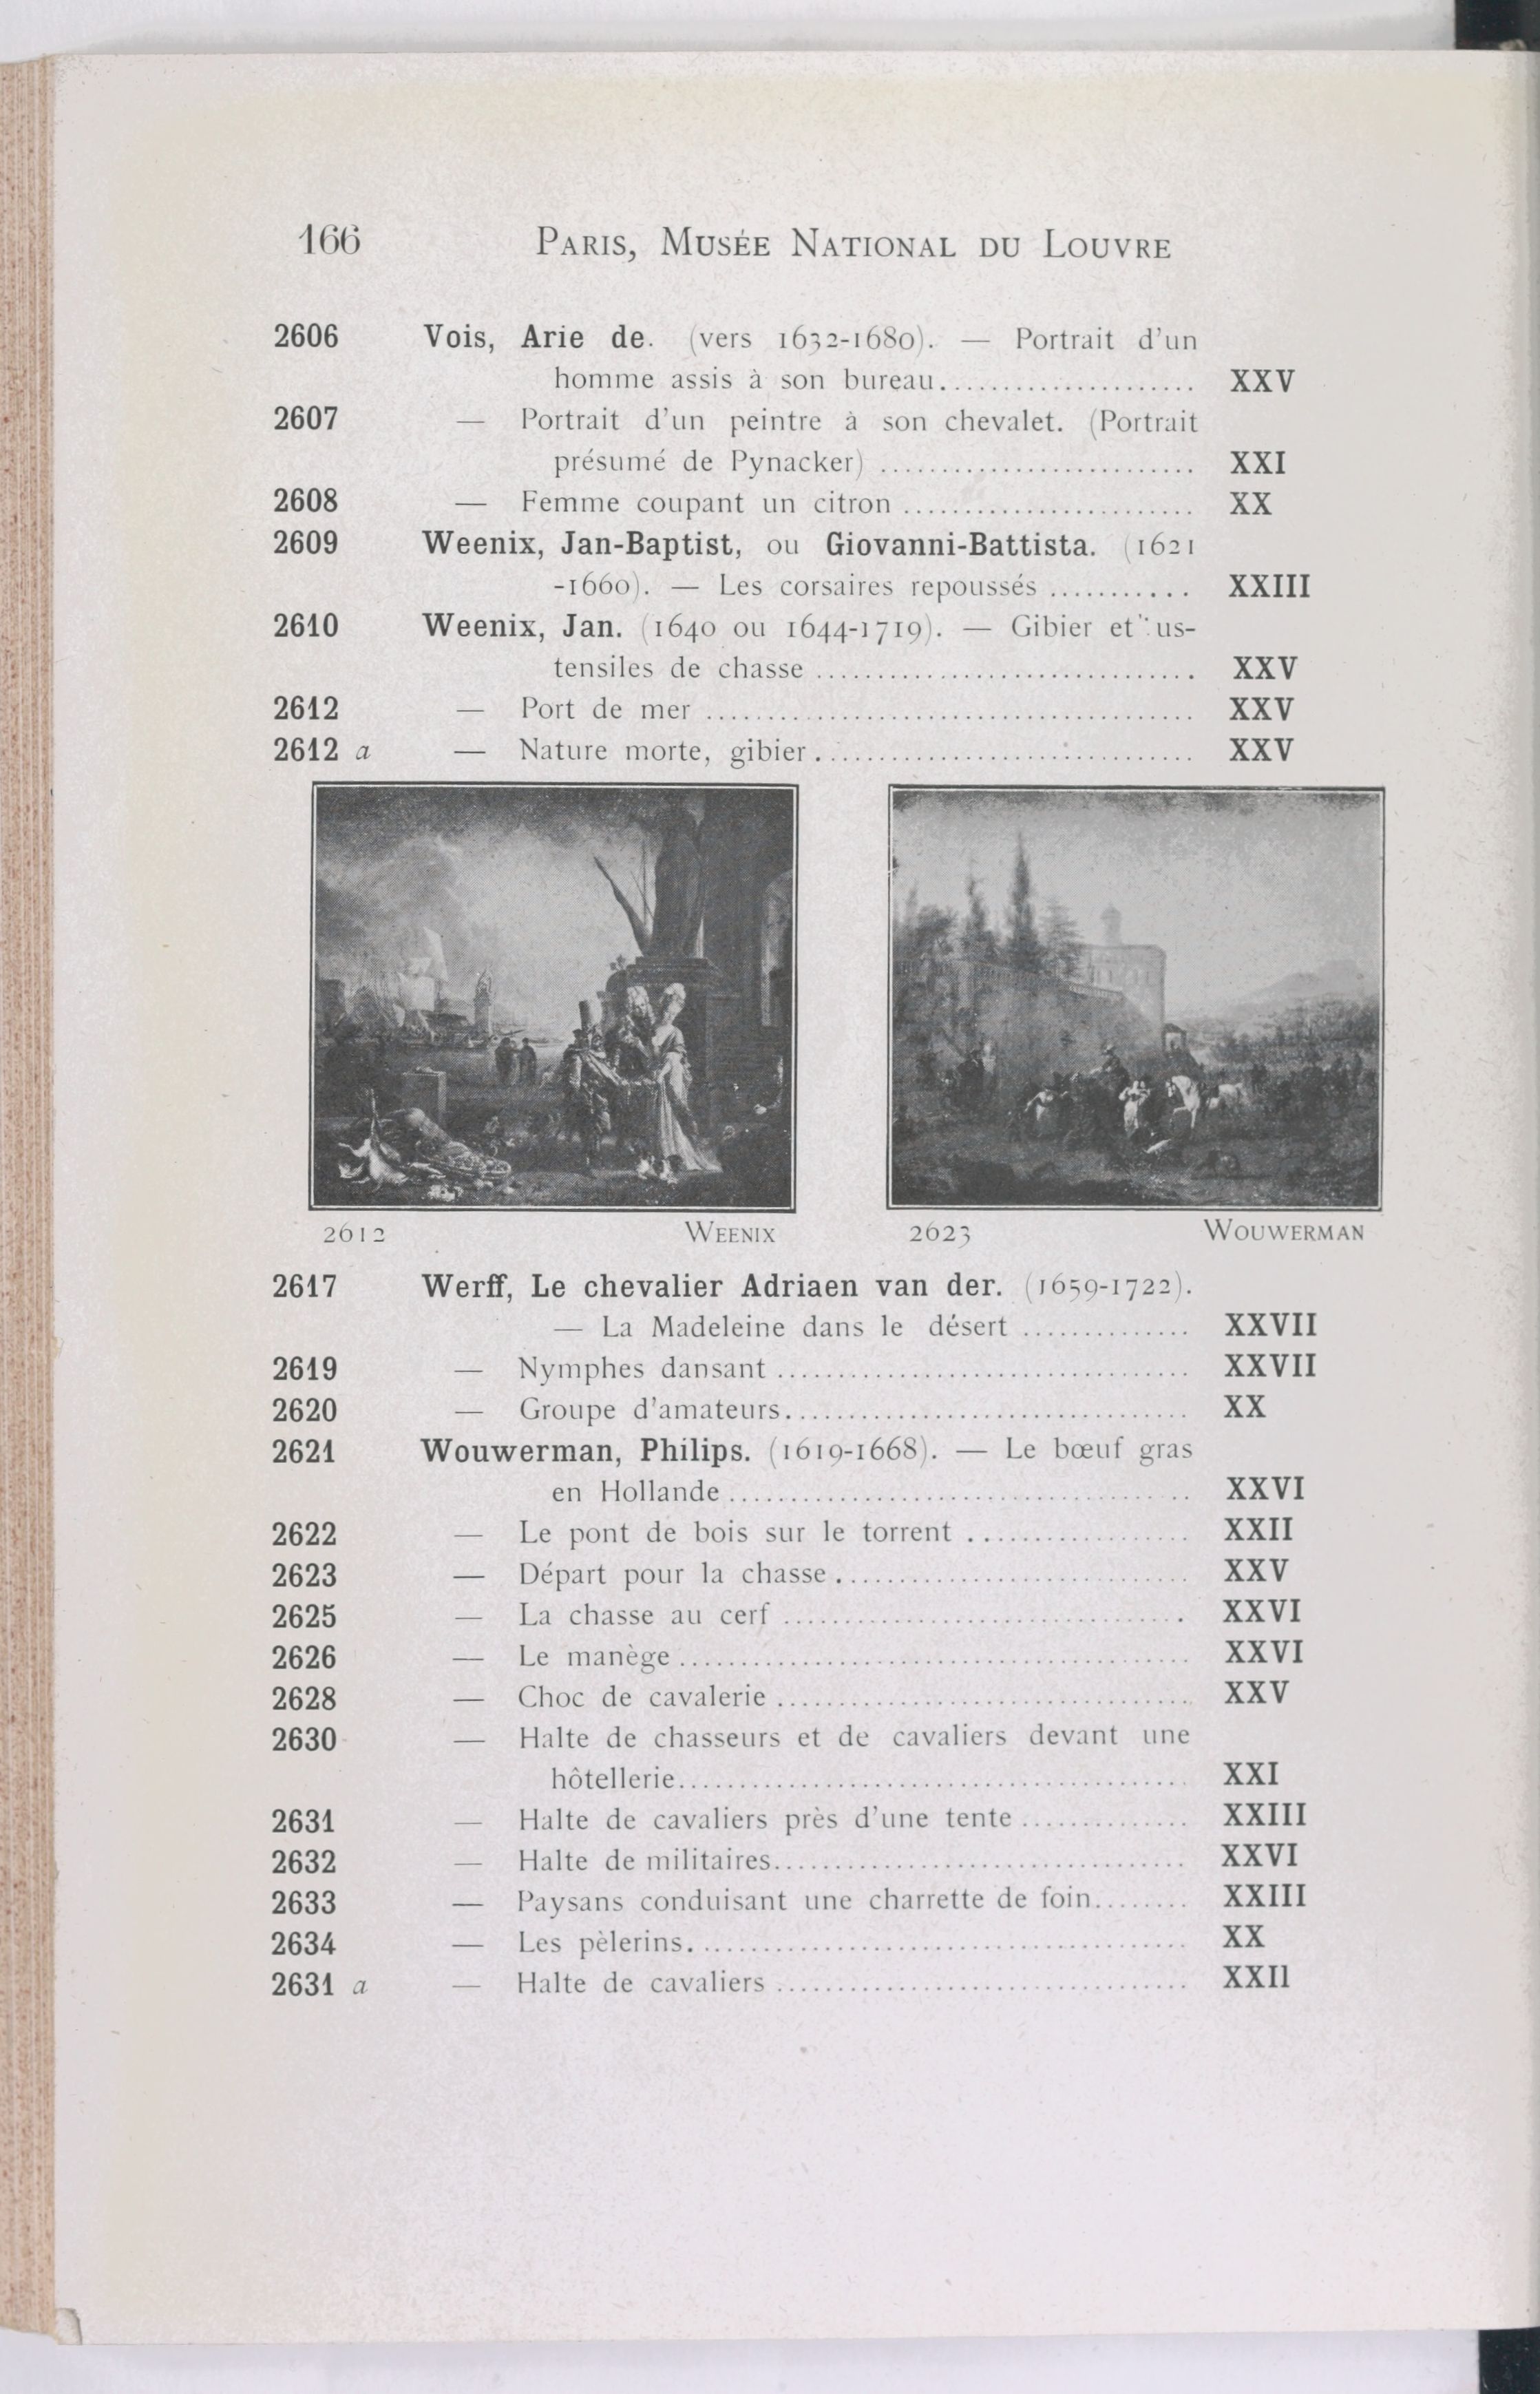 166 PARIS, MUSÉE NATIONAL DU LOUVRE
2606 Vois, Arie de. (vers 1632-1680). — Portrait d'un
homme assis à son bureau..................... XXV
2607 — Portrait d'un peintre à son chevalet. (Portrait
présumé de Pynacker) .......................... XXI
2608 — Femme coupant un citron ........................ XX
2609 Weenix, Jan-Baptist, ou Giovanni-Battista. (1621
-1660). — Les corsaires repoussés ............ XXIII
2610 Weenix, Jan. (1640 ou 1644-1719). — Gibier et us-
tensiles de chasse ............................... XXV
2612 — Port de mer ........................................ XXV
2612 a — Nature morte, gibier............................... XXV
2612 WEENIX 2623 WOUWERMAN
2617 Werff, Le chevalier Adriaen van der. (1659-1722).
— La Madeleine dans le désert .............. XXVII
2619 — Nymphes dansant .................................. XXVII
2620 — Groupe d'amateurs................................. XX
2621 Wouwerman, Philips. (1619-1668). — Le bœuf gras
en Hollande...................................... XXVI
2622 — Le pont de bois sur le torrent .................. XXII
2623 — Départ pour la chasse............................. XXV
2625 — La chasse au cerf ................................. XXVI
2626 — Le manège.......................................... XXVI
2628 — Choc de cavalerie .................................. XXV
2630 — Halte de chasseurs et de cavaliers devant une
hôtellerie.......................................... XXI
2631 — Halte de cavaliers près d'une tente .............. XXIII
2632 — Halte de militaires.................................. XXVI
2633 — Paysans conduisant une charrette de foin........ XXIII
2634 — Les pèlerins......................................... XX
2631 a — Halte de cavaliers .................................. XXIl